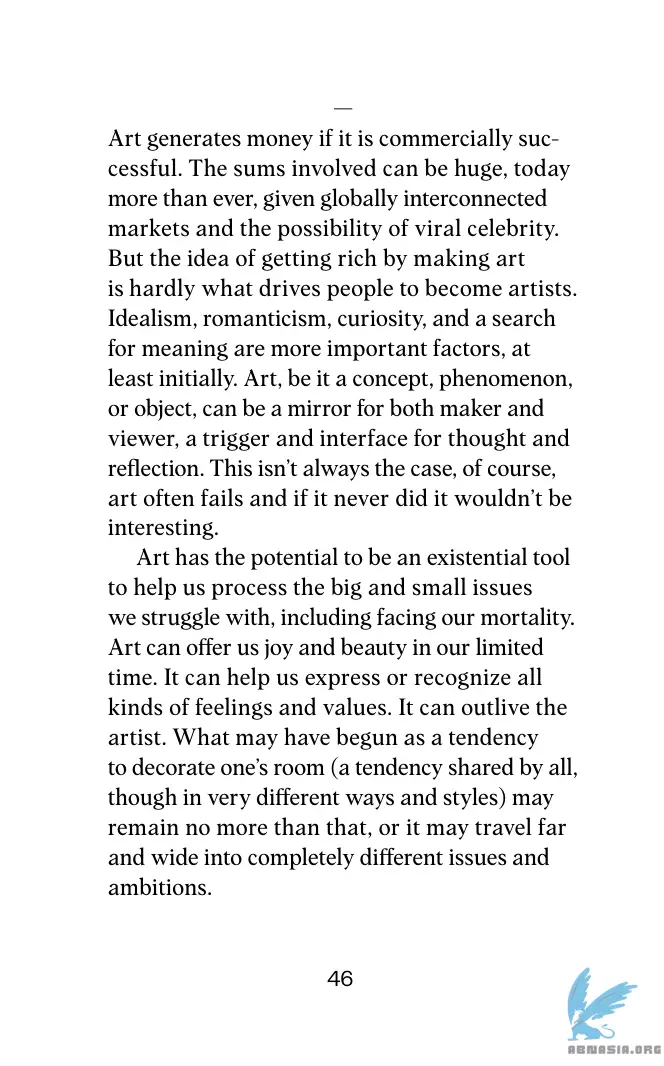 —
Art generates money if it is commercially suc-
cessful. The sums involved can be huge, today
more than ever, given globally interconnected
markets and the possibility of viral celebrity.
But the idea of getting rich by making art
is hardly what drives people to become artists.
Idealism, romanticism, curiosity, and a search
for meaning are more important factors, at
least initially. Art, be it a concept, phenomenon,
or object, can be a mirror for both maker and
viewer, a trigger and interface for thought and
reflection. This isn’t always the case, of course,
art often fails and if it never did it wouldn’t be
interesting.
Art has the potential to be an existential tool
to help us process the big and small issues
we struggle with, including facing our mortality.
Art can offer us joy and beauty in our limited
time. It can help us express or recognize all
kinds of feelings and values. It can outlive the
artist. What may have begun as a tendency
to decorate one’s room (a tendency shared by all,
though in very different ways and styles) may
remain no more than that, or it may travel far
and wide into completely different issues and
ambitions.
46
ABNASIA.ORG